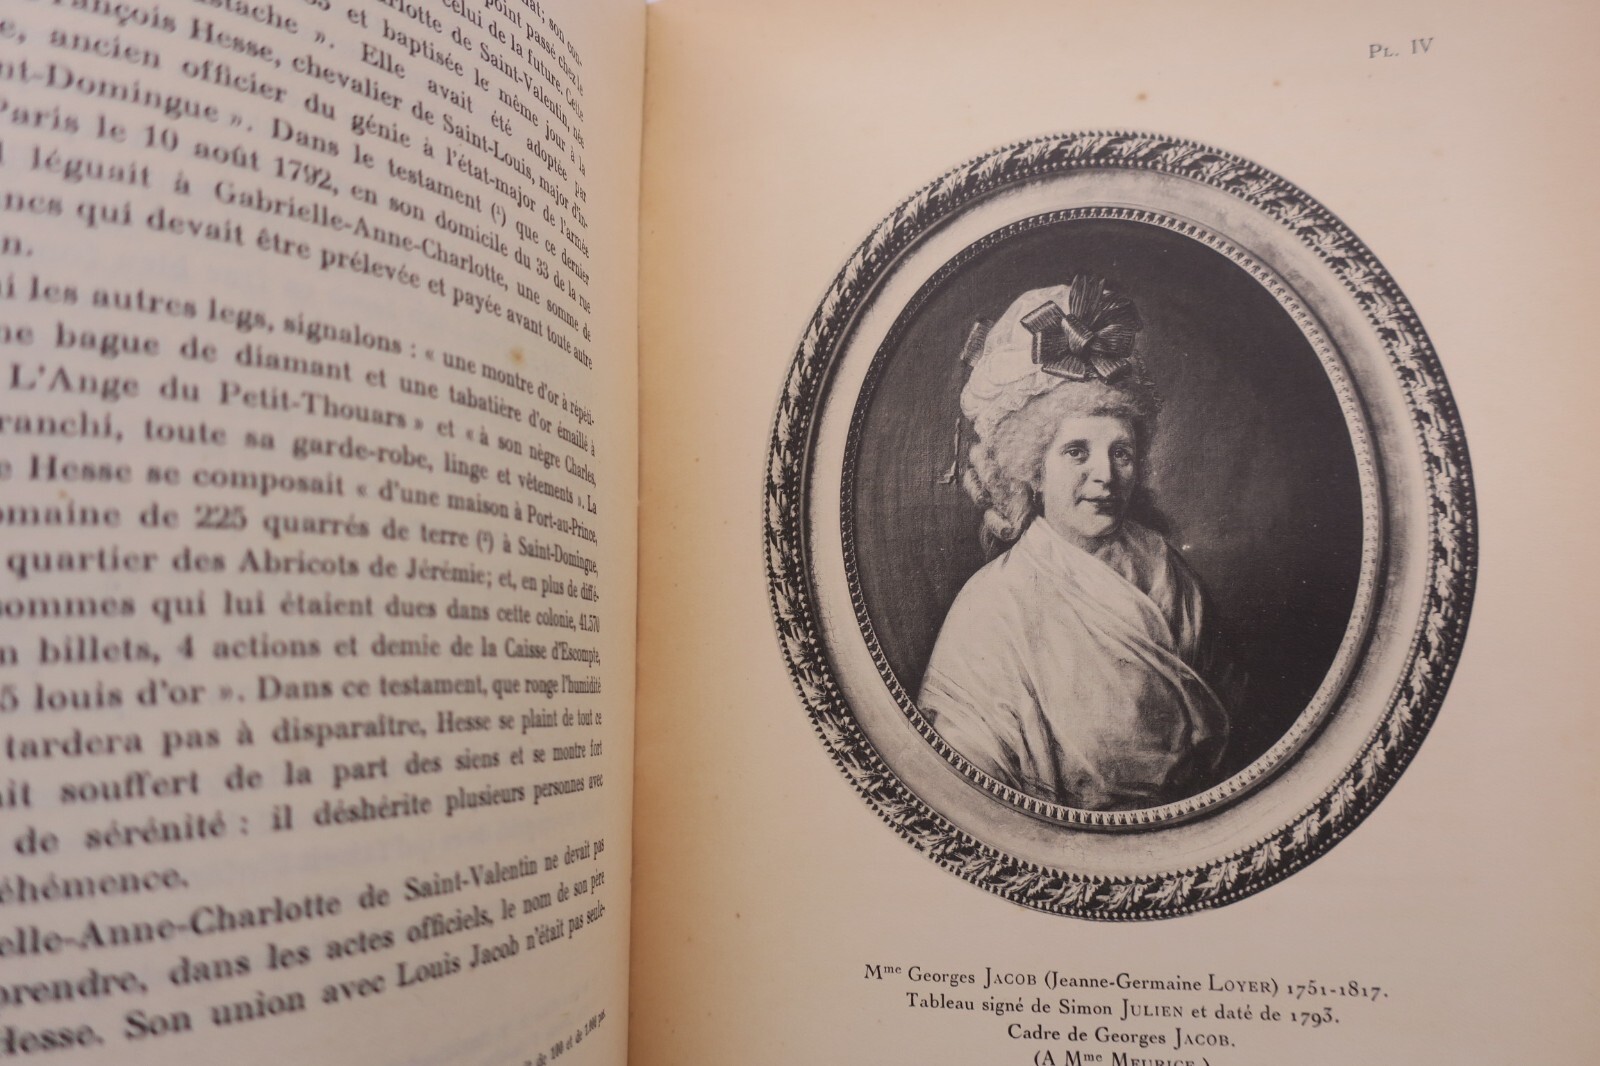 point passé chez le
celui de la future. Cette
35 et baptisée le même jour à la
». Elle avait été adoptée par
François Hesse, chevalier de Saint-Louis, major d'in-
ancien officier du génie à l'état-major de l'armée
Saint-Domingue ». Dans le testament (¹) que ce dernier
Paris le 10 août 1792, en son domicile du 33 de la rue
léguait à Gabrielle-Anne-Charlotte, une somme de
qui devait être prélevée et payée avant toute autre
les autres legs, signalons : « une montre d'or à répéti-
bague de diamant et une tabatière d'or émaillé à
L'Ange du Petit-Thouars » et « à son nègre Charles,
toute sa garde-robe, linge et vêtements ». La
Hesse se composait « d'une maison à Port-au-Prince,
de 225 quarrés de terre (²) à Saint-Domingue,
quartier des Abricots de Jérémie; et, en plus de diffé-
sommes qui lui étaient dues dans cette colonie, 41.570
billets, 4 actions et demie de la Caisse d'Escompte,
5 louis d'or ». Dans ce testament, que ronge l'humidité
tardera pas à disparaître, Hesse se plaint de tout ce
souffert de la part des siens et se montre fort
de sérénité : il déshérite plusieurs personnes avec
éhémence.
elle-Anne-Charlotte de Saint-Valentin ne devait pas
prendre, dans les actes officiels, le nom de son père
Hesse. Son union avec Louis Jacob n'était pas seule-
de 100 et de 1.000 pas.
Pl. IV
Mme Georges Jacob (Jeanne-Germaine Loyer) 1751-1817.
Tableau signé de Simon Julien et daté de 1793.
Cadre de Georges Jacob.
(A Mme Meurice.)